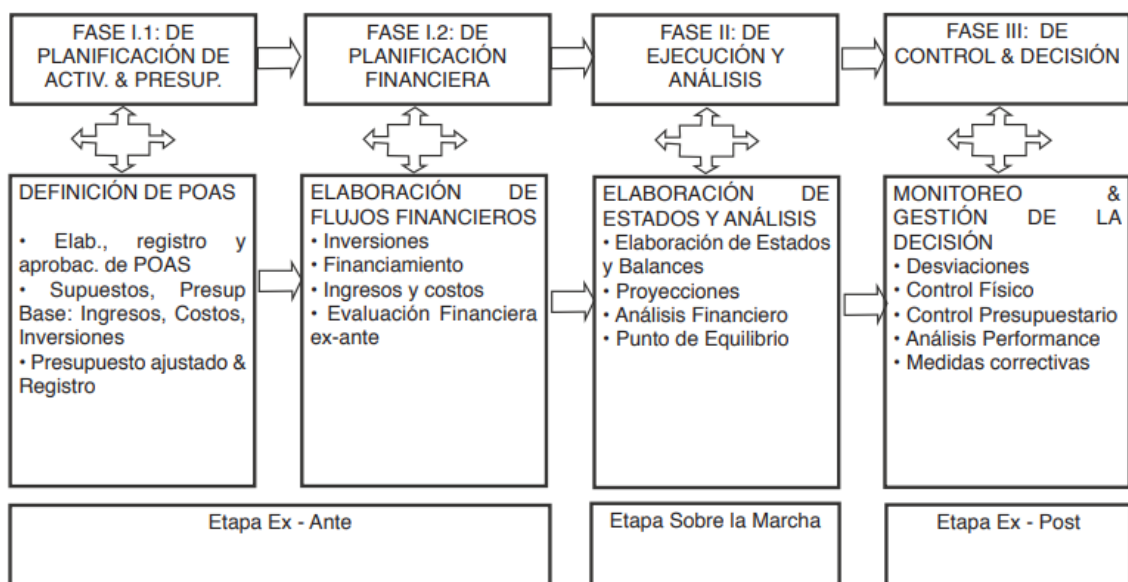 FASE I.1: DE
PLANIFICACIÓN DE
ACTIV. & PRESUP.
FASE I.2: DE
PLANIFICACIÓN
FINANCIERA
FASE II: DE
EJECUCIÓN Y
ANÁLISIS
FASE III: DE
CONTROL & DECISIÓN
DEFINICIÓN DE POAS
• Elab., registro y
aprobac. de POAS
• Supuestos, Presup
Base: Ingresos, Costos,
Inversiones
• Presupuesto ajustado &
Registro
ELABORACIÓN DE
FLUJOS FINANCIEROS
• Inversiones
• Financiamiento
• Ingresos y costos
• Evaluación Financiera
ex-ante
ELABORACIÓN DE
ESTADOS Y ANÁLISIS
• Elaboración de Estados
y Balances
• Proyecciones
• Análisis Financiero
• Punto de Equilibrio
MONITOREO &
GESTIÓN DE LA
DECISIÓN
• Desviaciones
• Control Físico
• Control Presupuestario
• Análisis Performance
• Medidas correctivas
Etapa Ex - Ante
Etapa Sobre la Marcha
Etapa Ex - Post